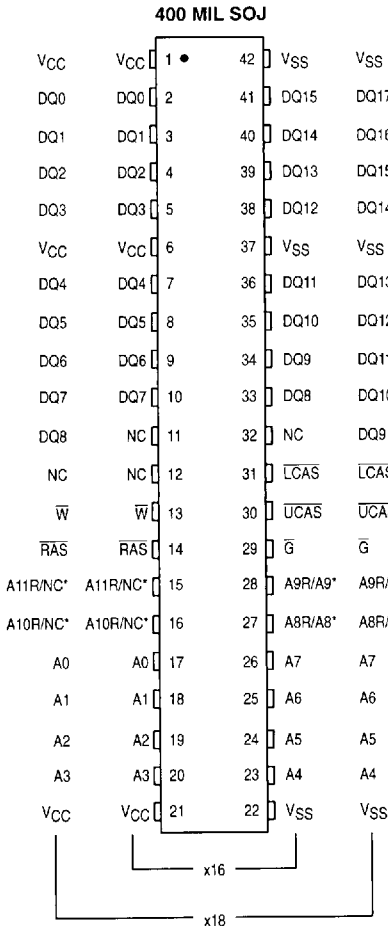 400 MIL SOJ
VCC VCC 1 42 VSS VSS
DQ0 DQ0 2 41 DQ15 DQ17
DQ1 DQ1 3 40 DQ14 DQ16
DQ2 DQ2 4 39 DQ13 DQ15
DQ3 DQ3 5 38 DQ12 DQ14
VCC VCC 6 37 VSS VSS
DQ4 DQ4 7 36 DQ11 DQ13
DQ5 DQ5 8 35 DQ10 DQ12
DQ6 DQ6 9 34 DQ9 DQ11
DQ7 DQ7 10 33 DQ8 DQ10
DQ8 NC 11 32 NC DQ9
NC NC 12 31 LCAS LCAS
W W 13 30 UCAS UCAS
RAS RAS 14 29 G G
A11R/NC* A11R/NC* 15 28 A9R/A9* A9R/
A10R/NC* A10R/NC* 16 27 A8R/A8* A8R/
A0 A0 17 26 A7 A7
A1 A1 18 25 A6 A6
A2 A2 19 24 A5 A5
A3 A3 20 23 A4 A4
VCC VCC 21 22 VSS VSS
x16
x18